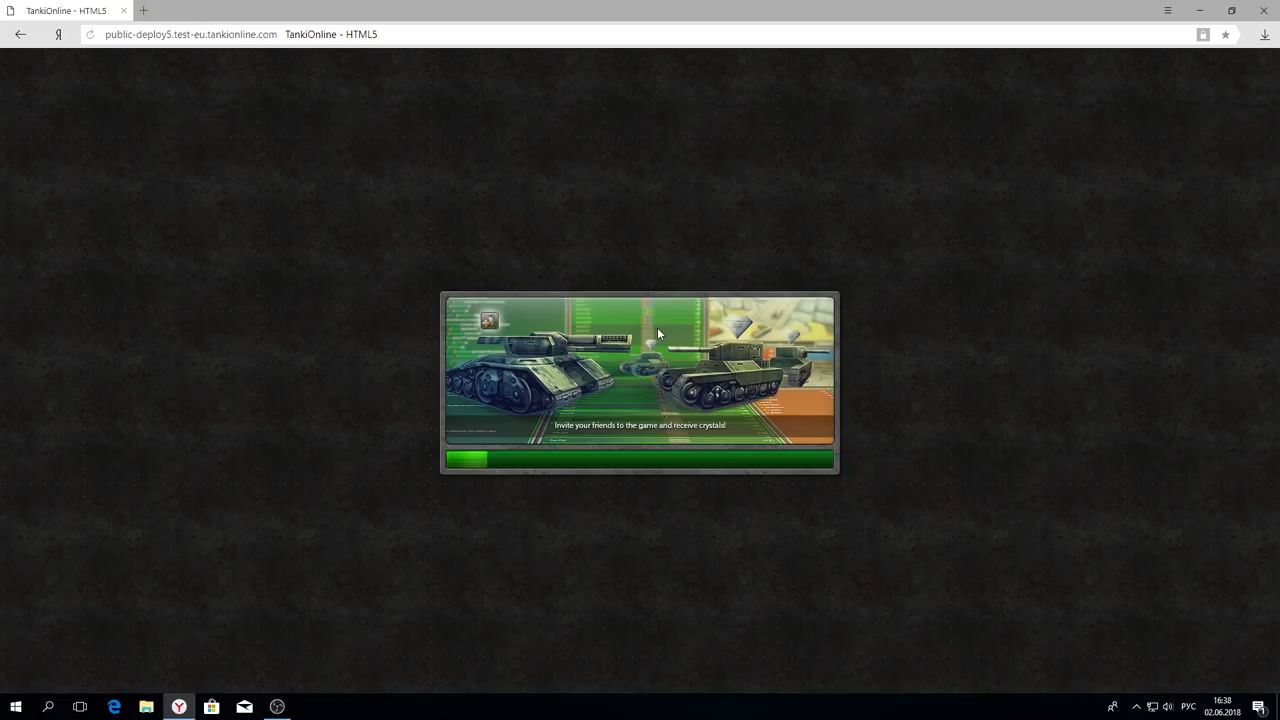 TankiOnline - HTML5
Я public-deploy5.test-eu.tankionline.com TankiOnline - HTML5
Invite your friends to the game and receive crystals!
РУС
16:38
02.06.2018
1